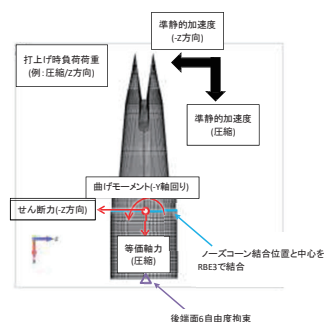 準静的加速度
(-Z方向)
打上げ時負荷荷重
(例:圧縮/Z方向)
準静的加速度
(圧縮)
曲げモーメント(-Y軸回り)
せん断力(-Z方向)
等価軸力
(圧縮)
ノーズコーン結合位置と中心を
RBE3で結合
後端面6自由度拘束